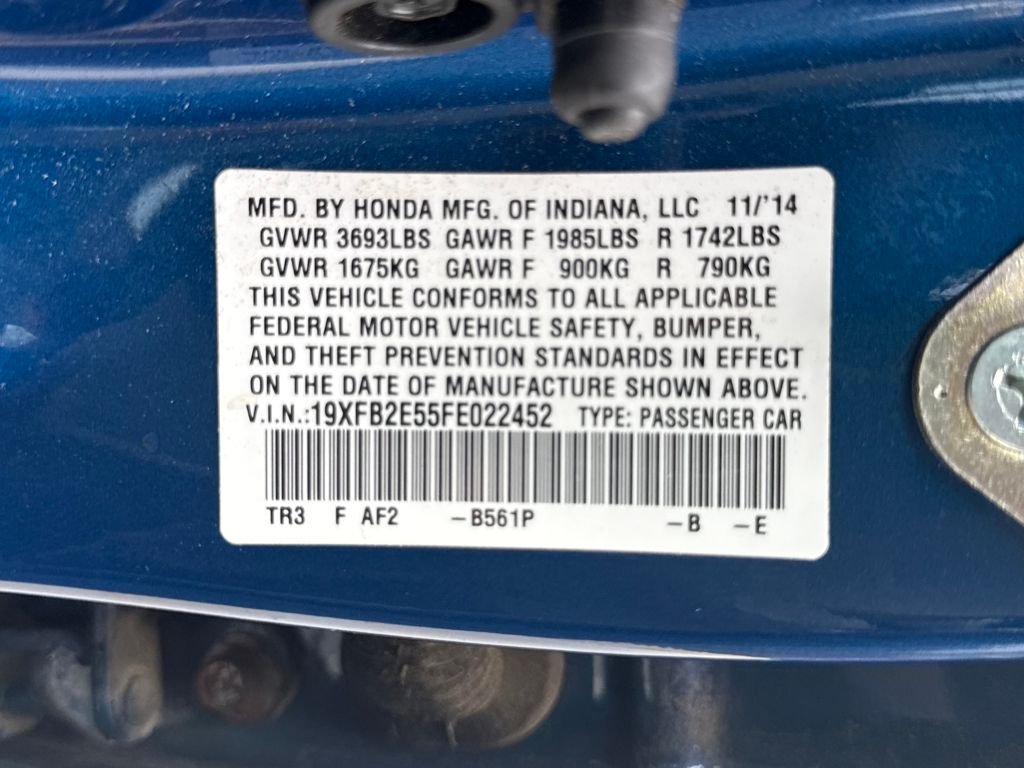 MFD. BY HONDA MFG. OF INDIANA, LLC 11/'14
GVWR 3693LBS GAWR F 1985LBS R 1742LBS
GVWR 1675KG GAWR F 900KG R 790KG
THIS VEHICLE CONFORMS TO ALL APPLICABLE
FEDERAL MOTOR VEHICLE SAFETY, BUMPER,
AND THEFT PREVENTION STANDARDS IN EFFECT
ON THE DATE OF MANUFACTURE SHOWN ABOVE.
V.I.N.:19XFB2E55FE022452 TYPE: PASSENGER CAR
TR3 F AF2 -B561P -B -E